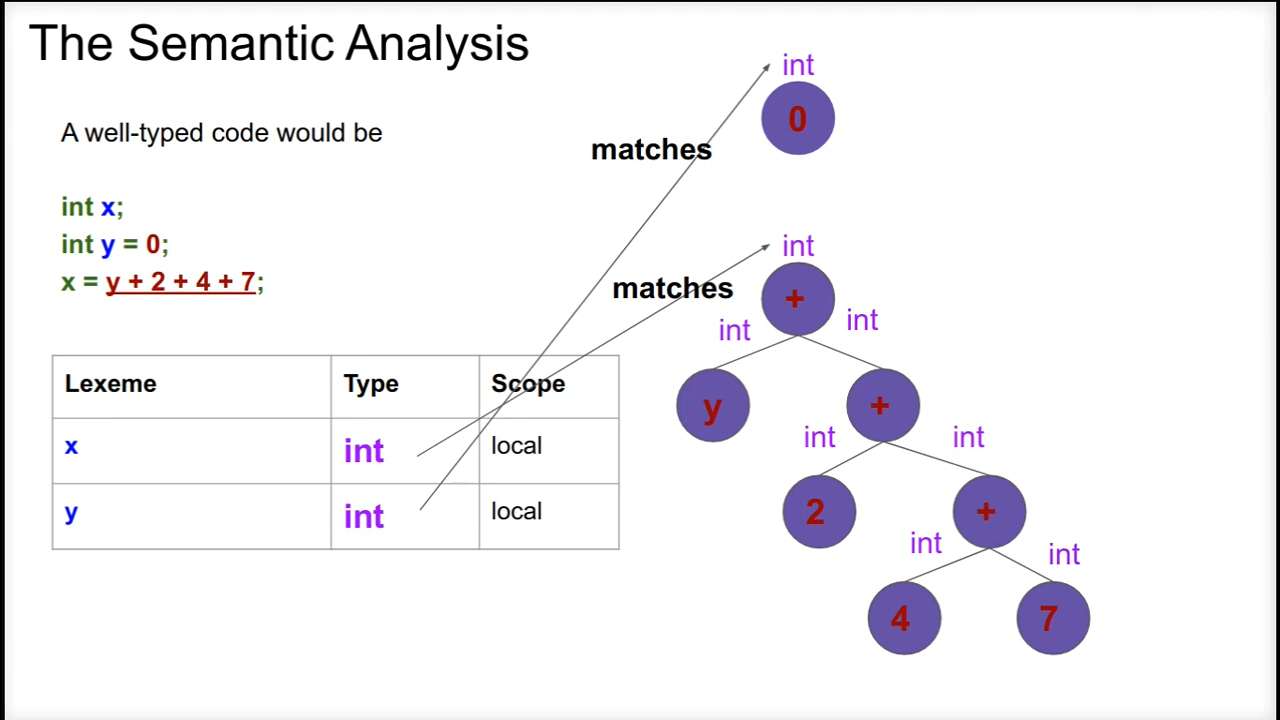 The Semantic Analysis
A well-typed code would be
int x;
int y = 0;
x = y + 2 + 4 + 7;
Lexeme Type Scope
x int local
y int local
matches
matches
int
0
int
+
int int
y +
int int
2 +
int int
4 7